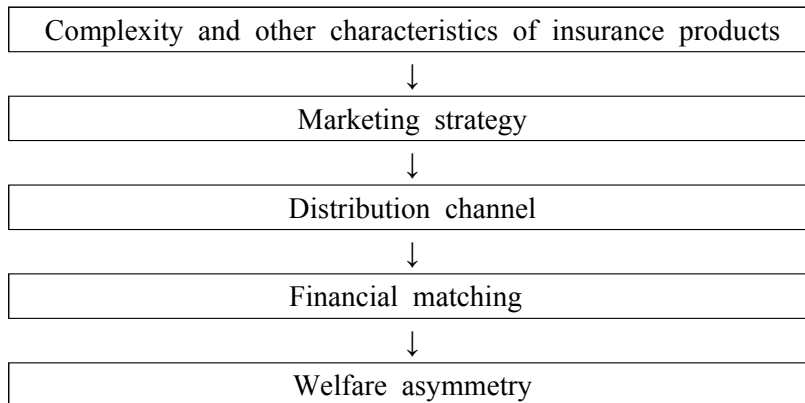 Complexity and other characteristics of insurance products
↓
Marketing strategy
↓
Distribution channel
↓
Financial matching
↓
Welfare asymmetry